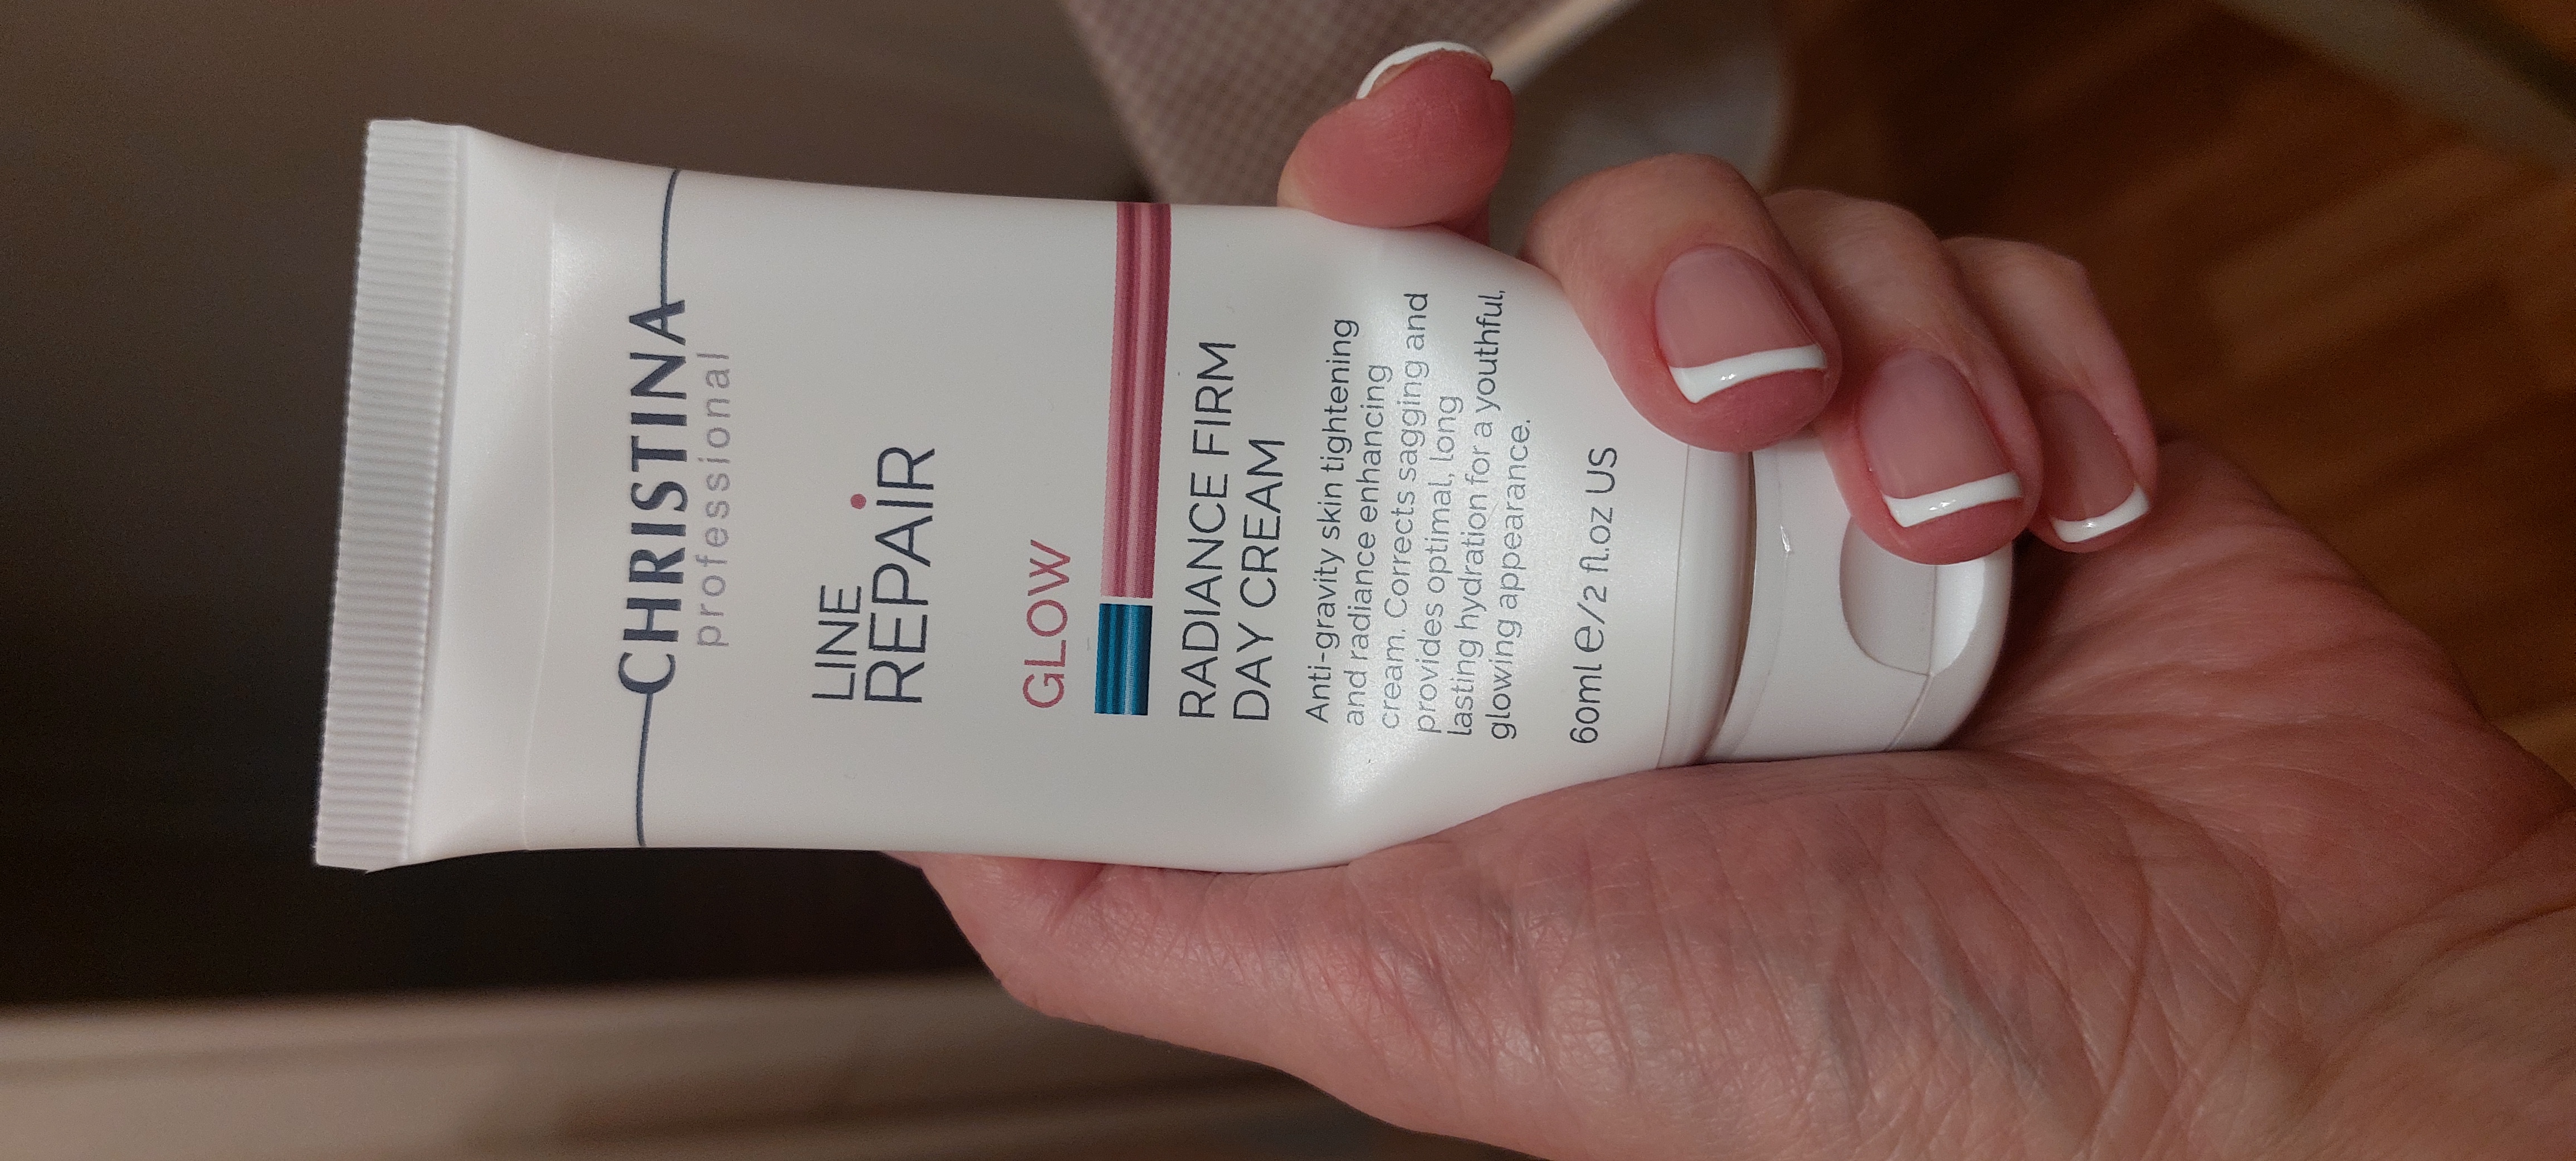 CHRISTINA
professional
LINE
REPAIR
GLOW
RADIANCE FIRM
DAY CREAM
Anti-gravity skin tightening
and radiance enhancing
cream. Corrects sagging and
provides optimal, long
lasting hydration for a youthful,
glowing appearance.
60ml ℮/2 fl.oz US